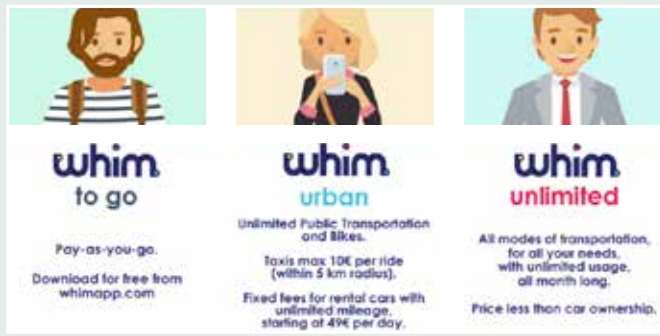 whim
to go
Pay-as-you-go.
Download for free from
whimapp.com
whim
urban
Unlimited Public Transportation
and Bikes.
Taxis max 10€ per ride
(within 5 km radius).
Fixed fees for rental cars with
unlimited mileage,
starting at 49€ per day.
whim
unlimited
All modes of transportation,
for all your needs,
with unlimited usage,
all month long.
Price less than car ownership.